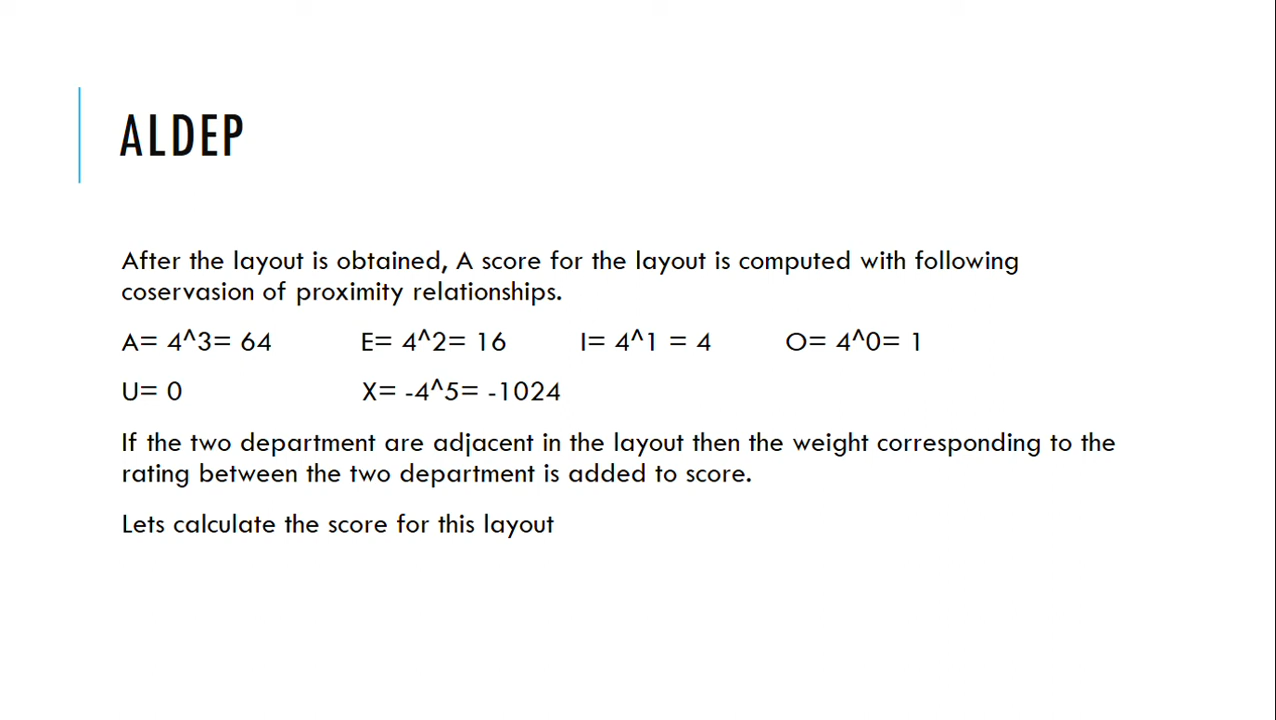 ALDEP
After the layout is obtained, A score for the layout is computed with following
coservasion of proximity relationships.
A= 4^3= 64 E= 4^2= 16 I= 4^1 = 4 O= 4^0= 1
U= 0 X= -4^5= -1024
If the two department are adjacent in the layout then the weight corresponding to the
rating between the two department is added to score.
Lets calculate the score for this layout